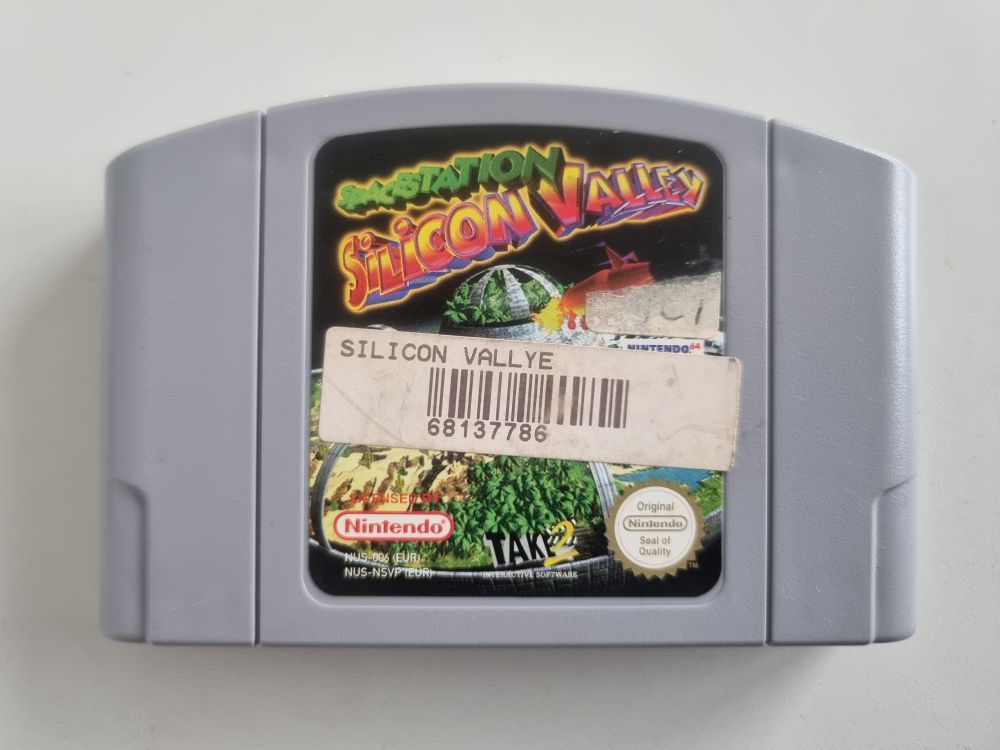 SPACESTATION
SILICON VALLEY
NINTENDO64
SILICON VALLYE
68137786
LICENSED BY
Nintendo®
NUS-006 (EUR)
NUS-NSVP (EUR)
TAKE 2
INTERACTIVE SOFTWARE
Original
Nintendo
Seal of
Quality
TM